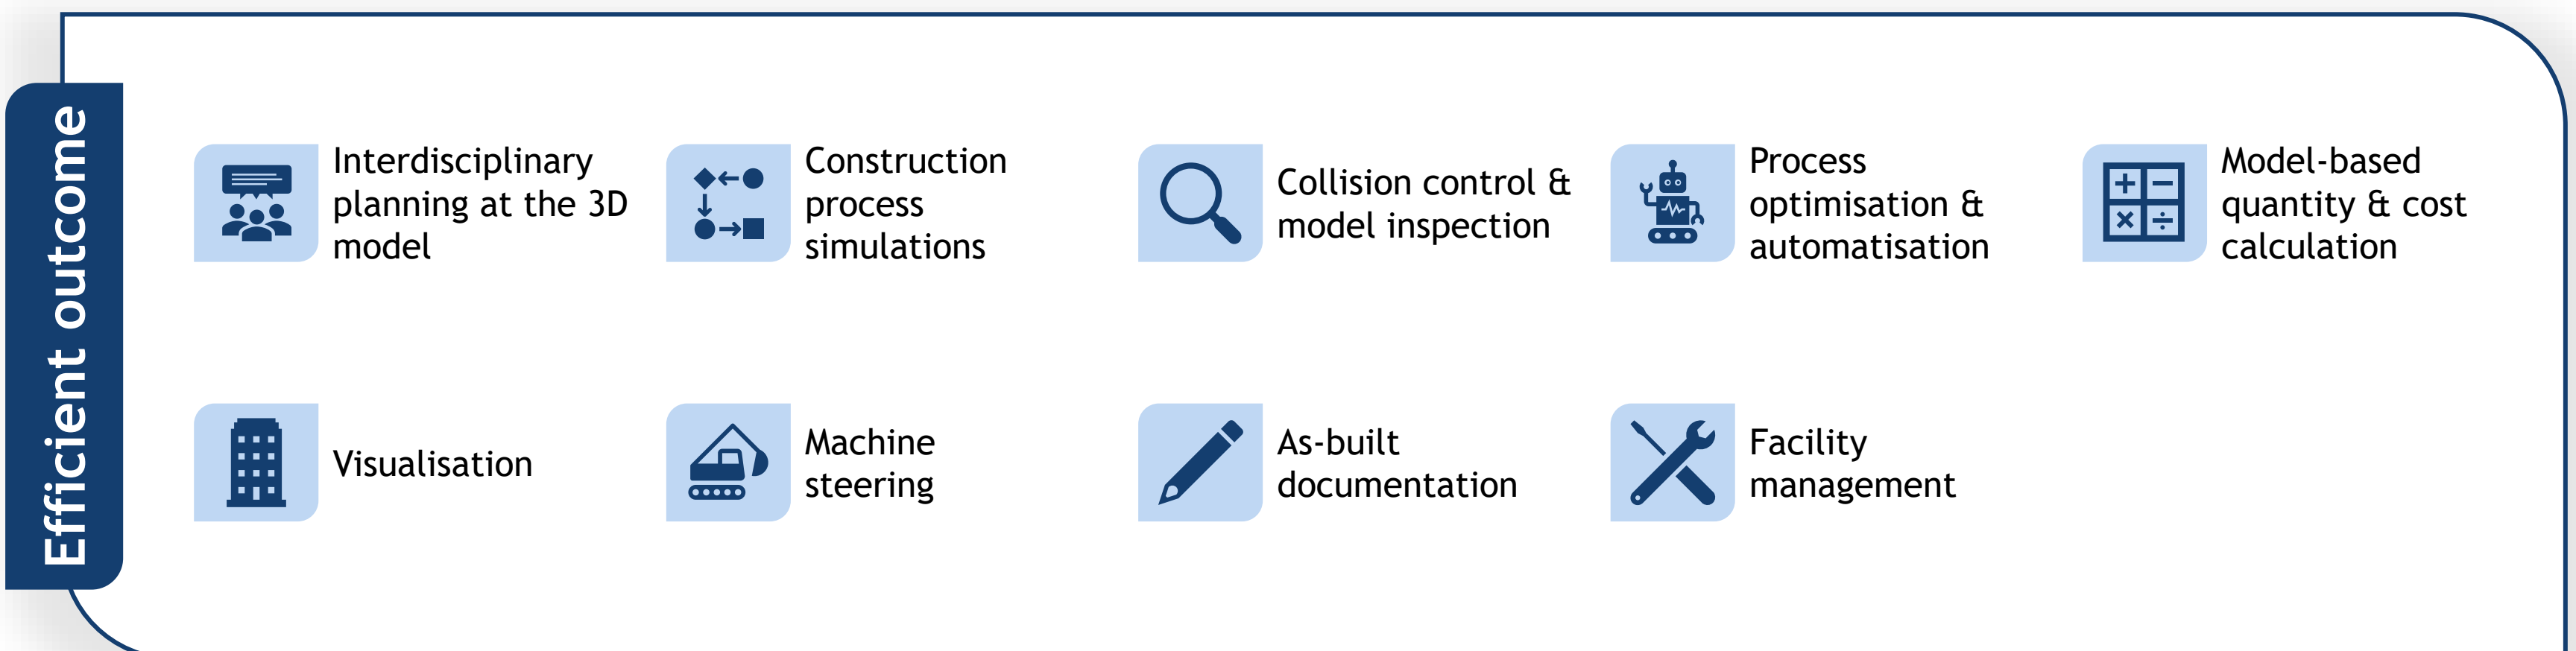 Efficient outcome
Interdisciplinary
planning at the 3D
model
Construction
process
simulations
Collision control &
model inspection
Process
optimisation &
automatisation
Model-based
quantity & cost
calculation
Visualisation
Machine
steering
As-built
documentation
Facility
management